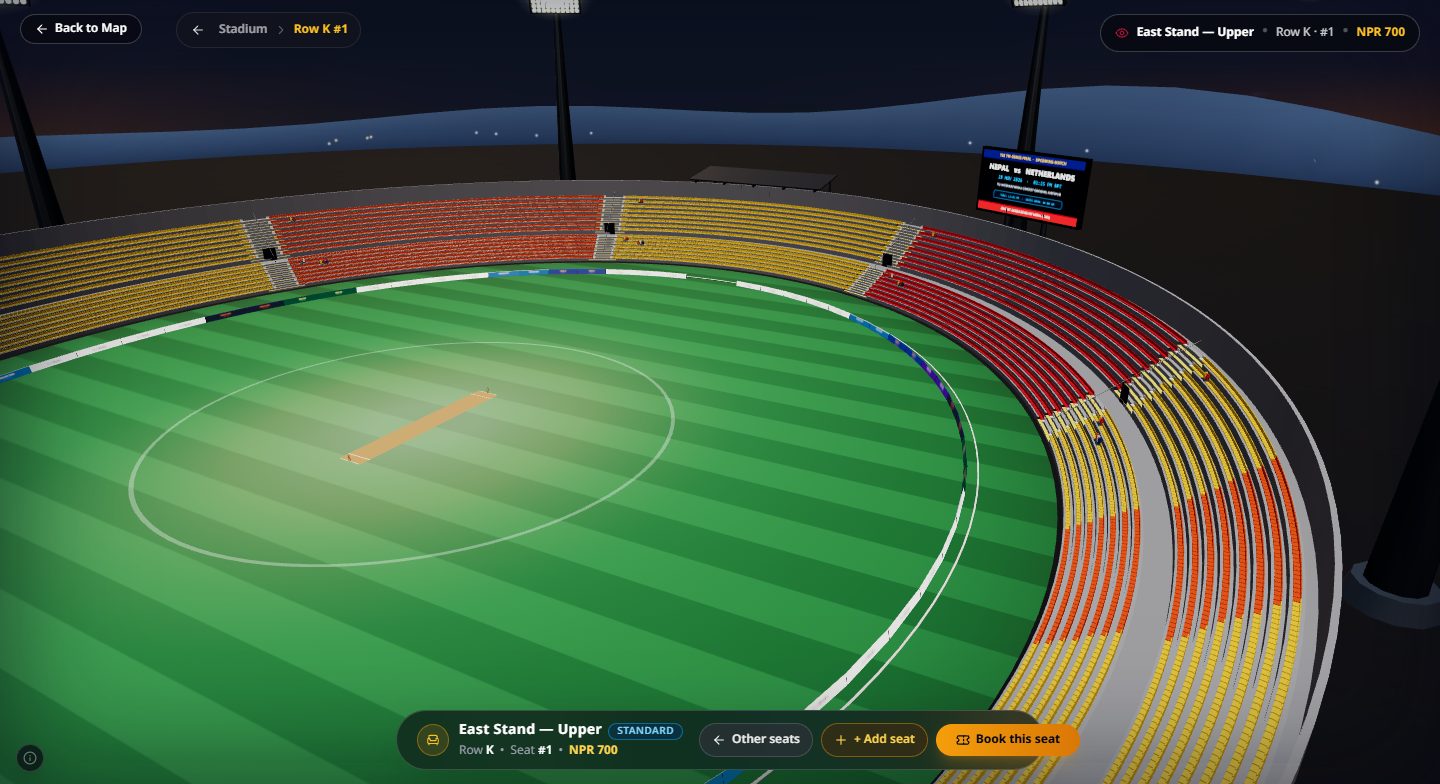 Back to Map
Stadium > Row K #1
East Stand — Upper • Row K · #1 • NPR 700
NEPAL vs NETHERLANDS
East Stand — Upper STANDARD
Row K • Seat #1 • NPR 700
Other seats
+ + Add seat
Book this seat